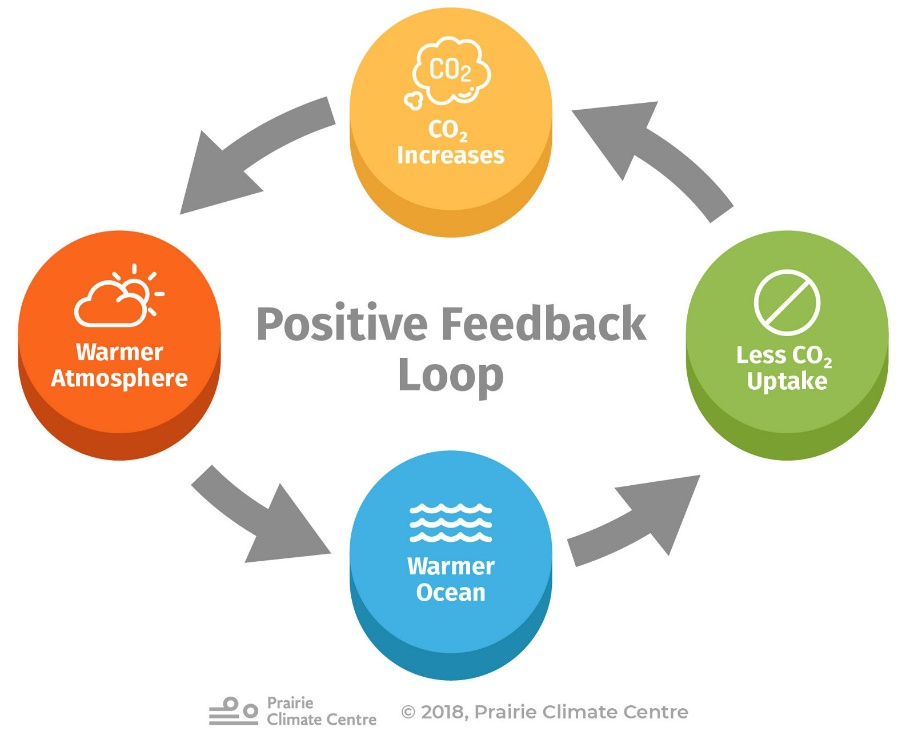 CO₂
CO₂
Increases
Warmer
Atmosphere
Positive Feedback
Loop
Less CO₂
Uptake
Warmer
Ocean
Prairie
Climate Centre
© 2018, Prairie Climate Centre